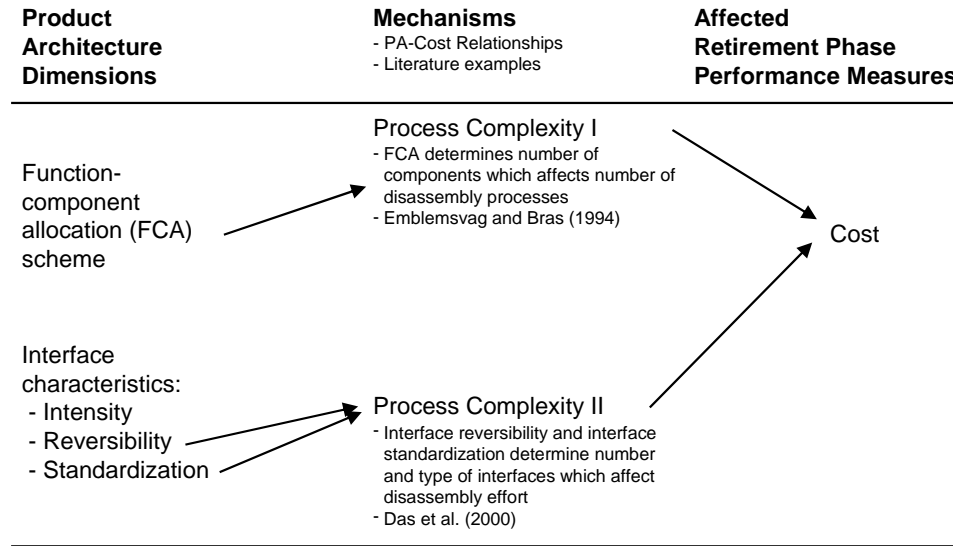 Product
Architecture
Dimensions
Mechanisms
- PA-Cost Relationships
- Literature examples
Affected
Retirement Phase
Performance Measures
Function-
component
allocation (FCA)
scheme
Process Complexity I
- FCA determines number of
components which affects number of
disassembly processes
- Emblemsvag and Bras (1994)
Cost
Interface
characteristics:
- Intensity
- Reversibility
- Standardization
Process Complexity II
- Interface reversibility and interface
standardization determine number
and type of interfaces which affect
disassembly effort
- Das et al. (2000)